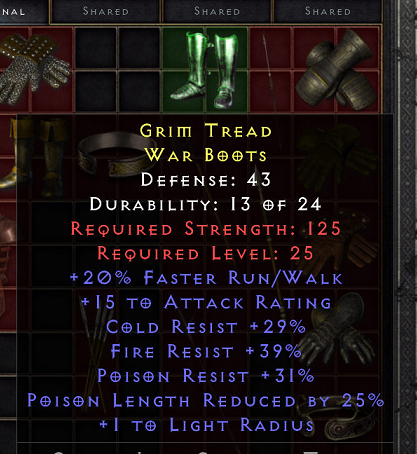 NAL
SHARED
SHARED
SHARED
GRIM TREAD
WAR BOOTS
DEFENSE: 43
DURABILITY: 13 OF 24
REQUIRED STRENGTH: 125
REQUIRED LEVEL: 25
+20% FASTER RUN/WALK
+15 TO ATTACK RATING
COLD RESIST +29%
FIRE RESIST +39%
POISON RESIST +31%
POISON LENGTH REDUCED BY 25%
+1 TO LIGHT RADIUS